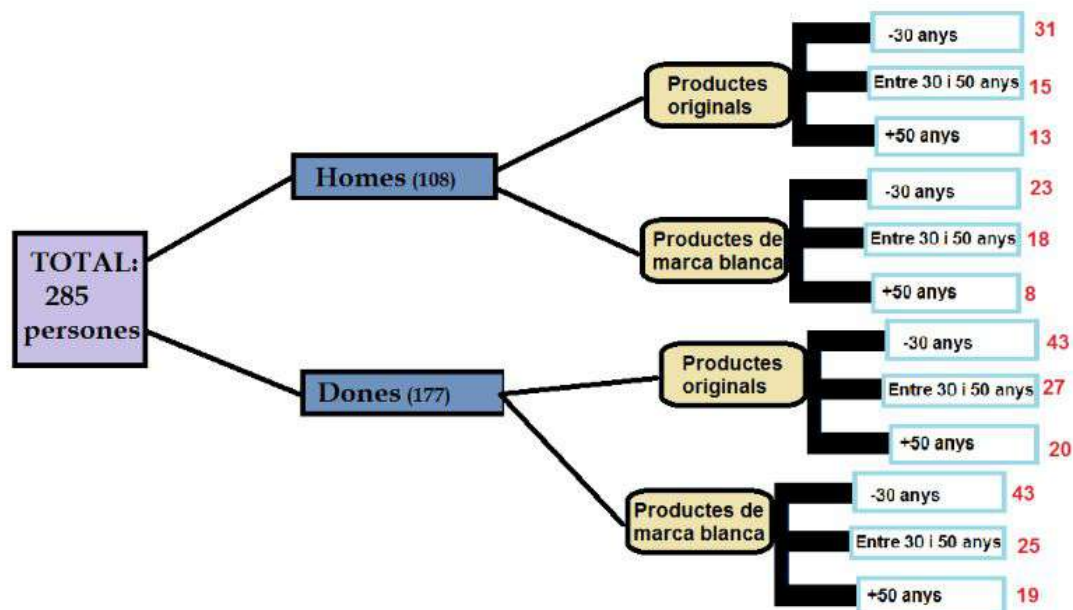 -30 anys 31
Productes
originals
Entre 30 i 50 anys 15
+50 anys 13
Homes (108)
-30 anys 23
Productes de
marca blanca
Entre 30 i 50 anys 18
+50 anys 8
TOTAL:
285
persones
-30 anys 43
Productes
originals
Entre 30 i 50 anys 27
Dones (177)
+50 anys 20
-30 anys 43
Productes de
marca blanca
Entre 30 i 50 anys 25
+50 anys 19